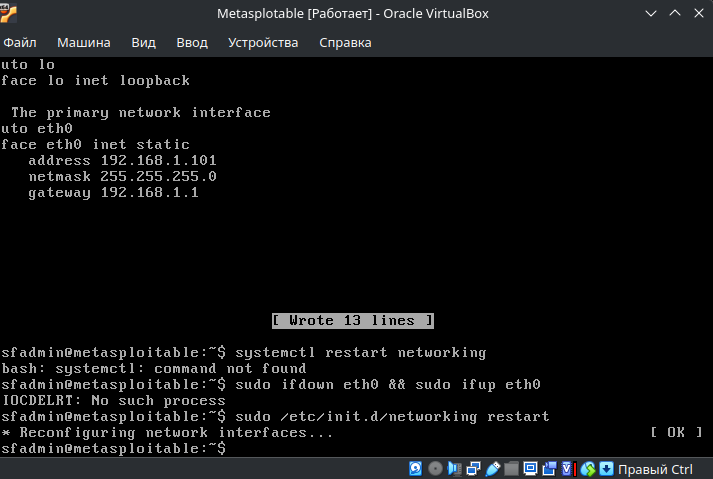 Metasplotable [Работает] - Oracle VirtualBox
Файл Машина Вид Ввод Устройства Справка
uto lo
face lo inet loopback
The primary network interface
uto eth0
face eth0 inet static
address 192.168.1.101
netmask 255.255.255.0
gateway 192.168.1.1
[ Wrote 13 lines ]
sfadmin@metasploitable:~$ systemctl restart networking
bash: systemctl: command not found
sfadmin@metasploitable:~$ sudo ifdown eth0 && sudo ifup eth0
IOCDELRT: No such process
sfadmin@metasploitable:~$ sudo /etc/init.d/networking restart
* Reconfiguring network interfaces... [ OK ]
sfadmin@metasploitable:~$
Правый Ctrl